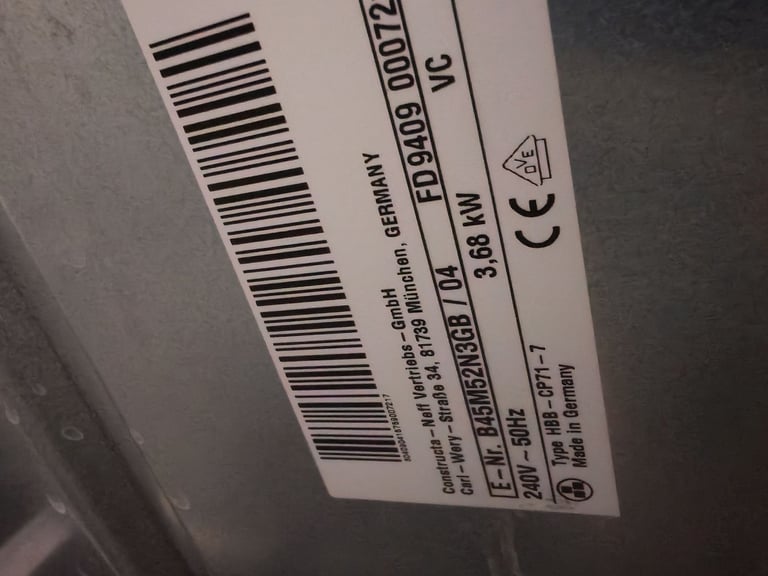 Constructa-Neff Vertriebs-GmbH
Carl-Wery-Straße 34, 81739 München, GERMANY
E-Nr. B45M52N3GB / 04 FD 9409 00072
240V~50Hz 3,68 kW VC
Type HBB-CP71-7
Made in Germany
CE
VDE